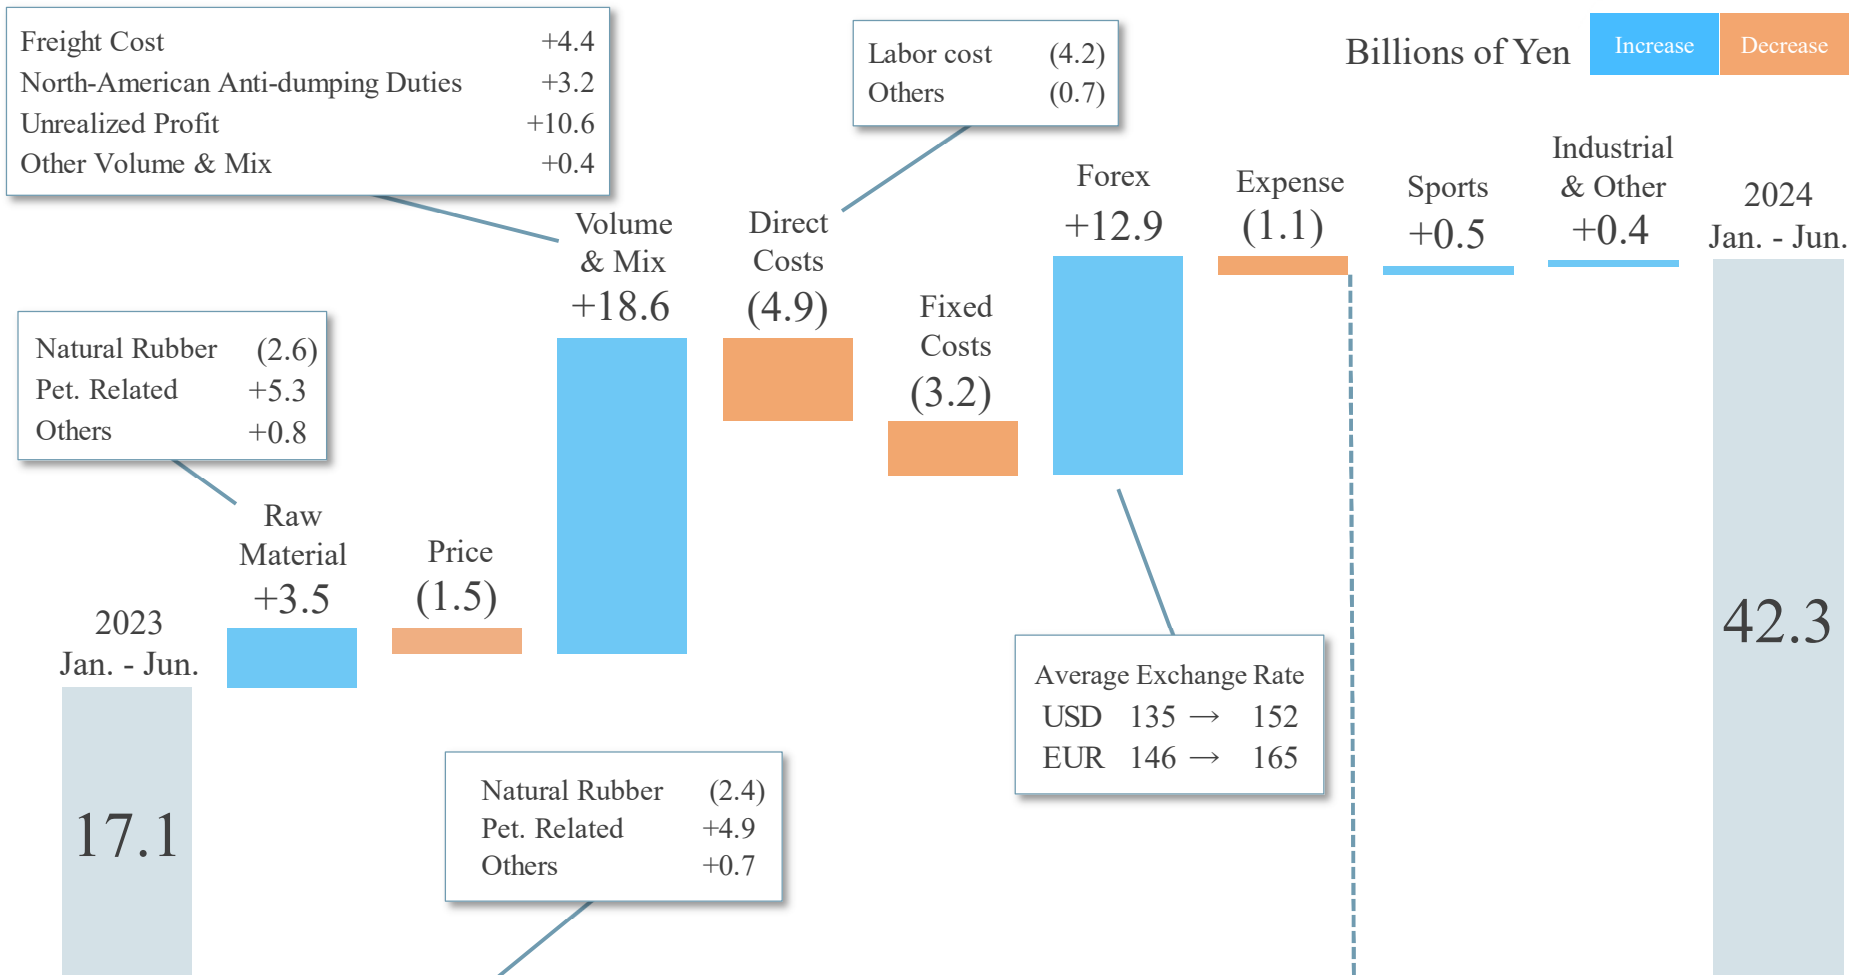 Freight Cost +4.4
North-American Anti-dumping Duties +3.2
Unrealized Profit +10.6
Other Volume & Mix +0.4
Labor cost (4.2)
Others (0.7)
Billions of Yen
Increase
Decrease
Natural Rubber (2.6)
Pet. Related +5.3
Others +0.8
2023
Jan. - Jun.
17.1
Raw
Material
+3.5
Price
(1.5)
Volume
& Mix
+18.6
Direct
Costs
(4.9)
Fixed
Costs
(3.2)
Forex
+12.9
Expense
(1.1)
Sports
+0.5
Industrial
& Other
+0.4
2024
Jan. - Jun.
42.3
Natural Rubber (2.4)
Pet. Related +4.9
Others +0.7
Average Exchange Rate
USD 135 → 152
EUR 146 → 165